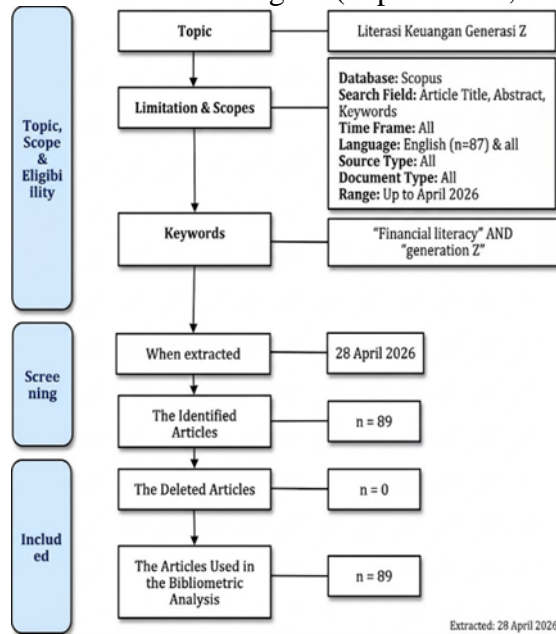 Topic
Literasi Keuangan Generasi Z
Topic,
Scope
&
Eligibi
lity
Limitation & Scopes
Database: Scopus
Search Field: Article Title, Abstract,
Keywords
Time Frame: All
Language: English (n=87) & all
Source Type: All
Document Type: All
Range: Up to April 2026
Keywords
“Financial literacy” AND
“generation Z”
Scree
ning
When extracted
28 April 2026
The Identified
Articles
n = 89
Includ
ed
The Deleted Articles
n = 0
The Articles Used in
the Bibliometric
Analysis
n = 89
Extracted: 28 April 2026